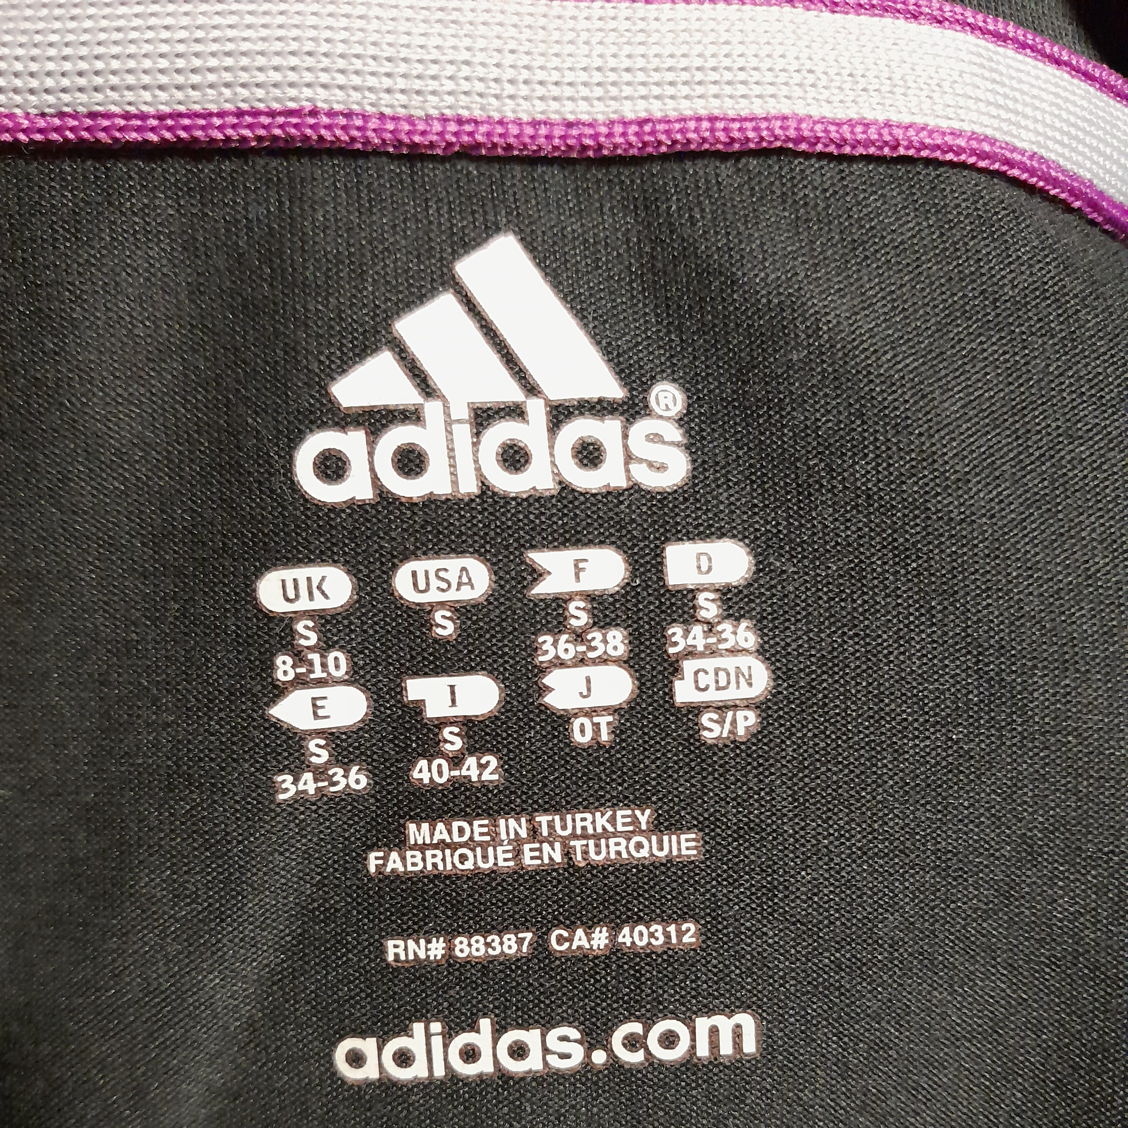 adidas®
UK USA F D
S S S S
8-10 36-38 34-36
E I J CDN
S S OT S/P
34-36 40-42
MADE IN TURKEY
FABRIQUÉ EN TURQUIE
RN# 88387 CA# 40312
adidas.com